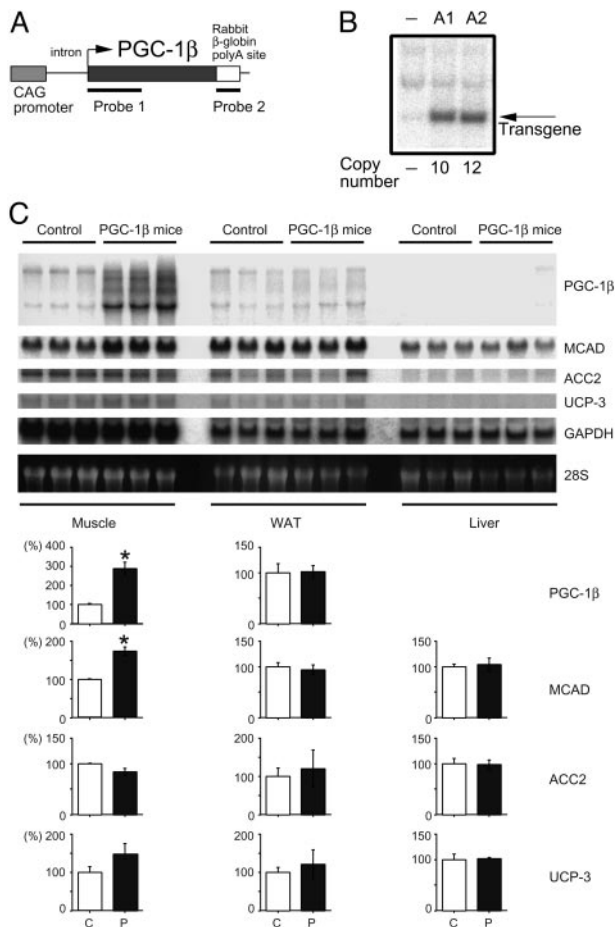 A
intron
PGC-1β
Rabbit
β-globin
polyA site
CAG
promoter
Probe 1
Probe 2
B
– A1 A2
Transgene
Copy
number
– 10 12
C
Control PGC-1β mice Control PGC-1β mice Control PGC-1β mice
PGC-1β
MCAD
ACC2
UCP-3
GAPDH
28S
Muscle WAT Liver
(%)
400
300
200
100
0
*
150
100
0
PGC-1β
(%)
200
100
0
*
150
100
0
150
100
0
MCAD
(%)
150
100
0
200
100
0
150
100
0
ACC2
(%)
200
100
0
200
100
0
150
100
0
UCP-3
C P C P C P